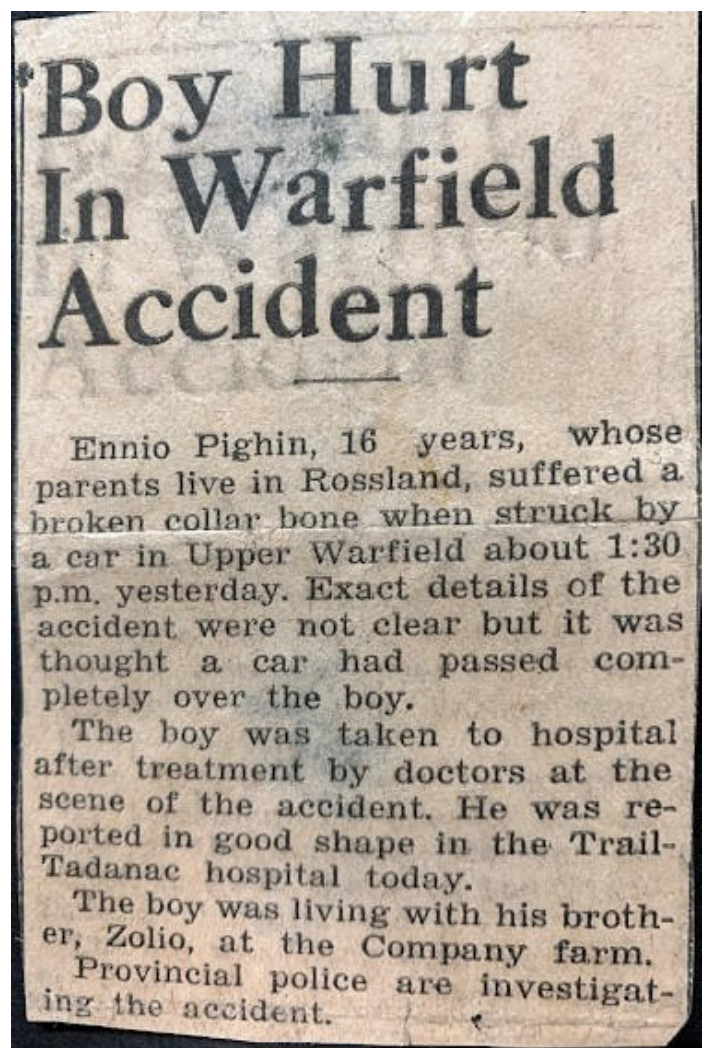 Boy Hurt
In Warfield
Accident
Ennio Pighin, 16 years, whose
parents live in Rossland, suffered a
broken collar bone when struck by
a car in Upper Warfield about 1:30
p.m. yesterday. Exact details of the
accident were not clear but it was
thought a car had passed com-
pletely over the boy.
The boy was taken to hospital
after treatment by doctors at the
scene of the accident. He was re-
ported in good shape in the Trail-
Tadanac hospital today.
The boy was living with his broth-
er, Zolio, at the Company farm.
Provincial police are investigat-
ing the accident.